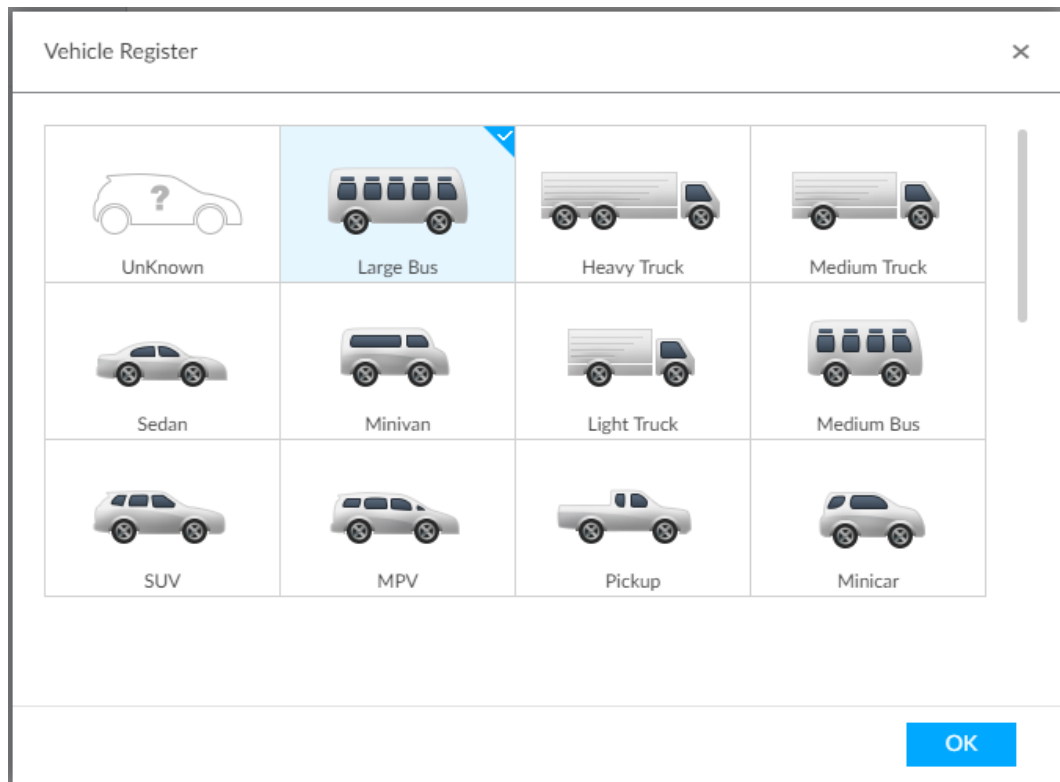 Vehicle Register
?
UnKnown
Large Bus
Heavy Truck
Medium Truck
Sedan
Minivan
Light Truck
Medium Bus
SUV
MPV
Pickup
Minicar
OK